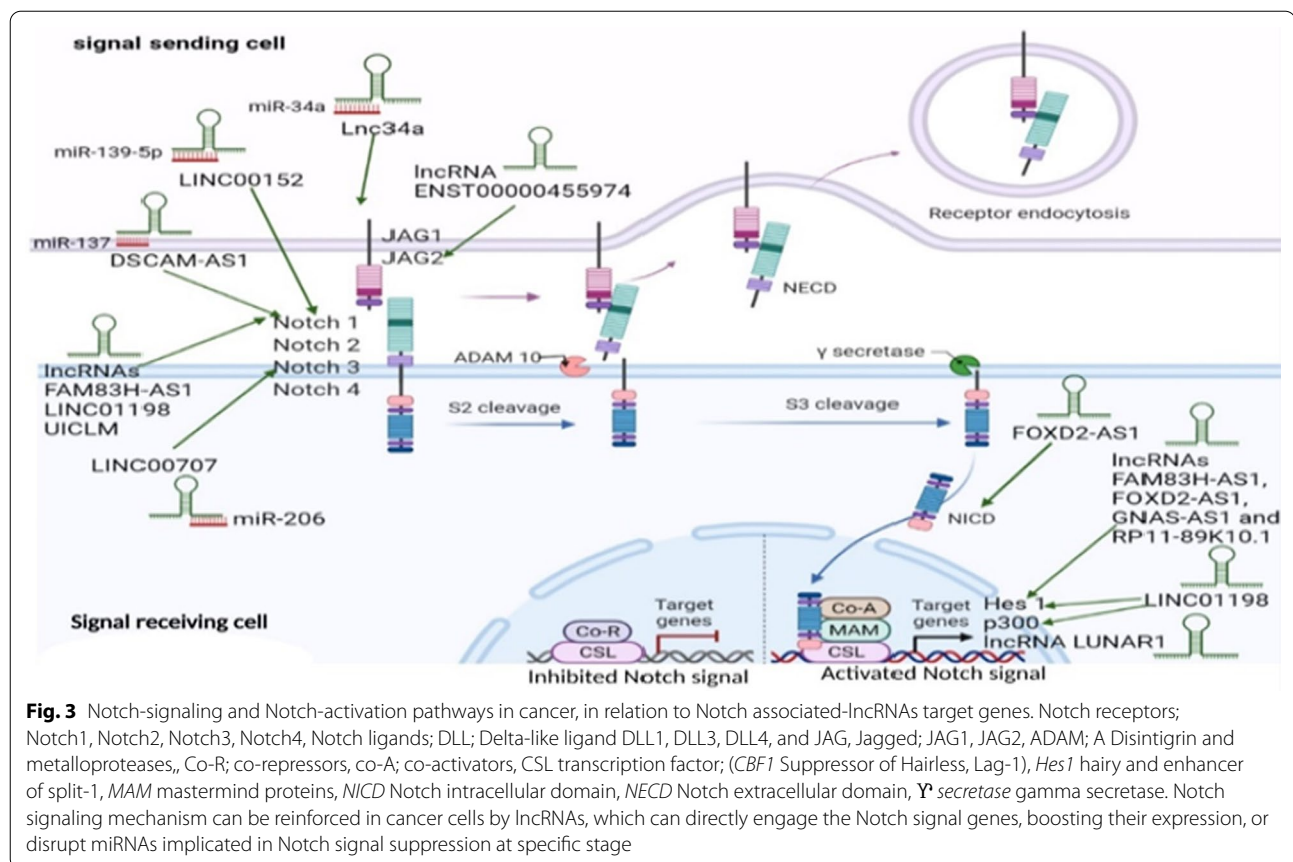 signal sending cell
miR-34a
Lnc34a
miR-139-5p
LINC00152
lncRNA
ENST00000455974
Receptor endocytosis
miR-137
DSCAM-AS1
JAG1
JAG2
NECD
Notch 1
Notch 2
Notch 3
Notch 4
ADAM 10
γ secretase
lncRNAs
FAM83H-AS1
LINC01198
UICLM
S2 cleavage
S3 cleavage
FOXD2-AS1
LINC00707
miR-206
lncRNAs
FAM83H-AS1,
FOXD2-AS1,
GNAS-AS1 and
RP11-89K10.1
NICD
Signal receiving cell
Co-R
CSL
Target
genes
Inhibited Notch signal
Co-A
MAM
CSL
Target
genes
Activated Notch signal
Hes 1
p300
lncRNA LUNAR1
LINC01198
Fig. 3 Notch-signaling and Notch-activation pathways in cancer, in relation to Notch associated-lncRNAs target genes. Notch receptors;
Notch1, Notch2, Notch3, Notch4, Notch ligands; DLL; Delta-like ligand DLL1, DLL3, DLL4, and JAG, Jagged; JAG1, JAG2, ADAM; A Disintigrin and
metalloproteases,, Co-R; co-repressors, co-A; co-activators, CSL transcription factor; (CBF1 Suppressor of Hairless, Lag-1), Hes1 hairy and enhancer
of split-1, MAM mastermind proteins, NICD Notch intracellular domain, NECD Notch extracellular domain, ϒ secretase gamma secretase. Notch
signaling mechanism can be reinforced in cancer cells by lncRNAs, which can directly engage the Notch signal genes, boosting their expression, or
disrupt miRNAs implicated in Notch signal suppression at specific stage